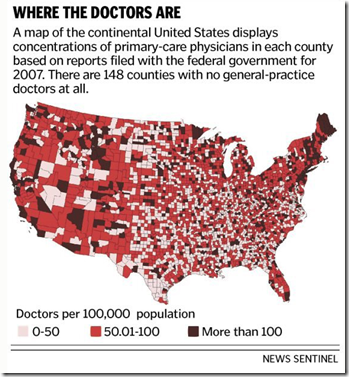 WHERE THE DOCTORS ARE
A map of the continental United States displays
concentrations of primary-care physicians in each county
based on reports filed with the federal government for
2007. There are 148 counties with no general-practice
doctors at all.
Doctors per 100,000 population
0-50
50.01-100
More than 100
NEWS SENTINEL